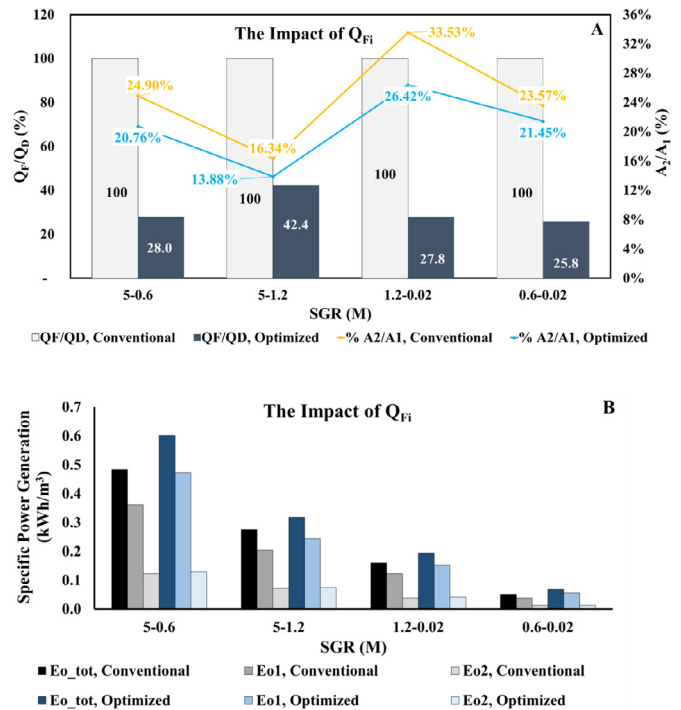 The Impact of QFi
A
120
100
80
60
40
20
-
QF/QD (%)
36%
32%
28%
24%
20%
16%
12%
8%
4%
0%
A2/A1 (%)
24.90%
16.34%
33.53%
23.57%
20.76%
13.88%
26.42%
21.45%
100
28.0
100
42.4
100
27.8
100
25.8
5-0.6
5-1.2
1.2-0.02
0.6-0.02
SGR (M)
QF/QD, Conventional
QF/QD, Optimized
% A2/A1, Conventional
% A2/A1, Optimized
The Impact of QFi
B
0.7
0.6
0.5
0.4
0.3
0.2
0.1
0.0
Specific Power Generation
(kWh/m³)
5-0.6
5-1.2
1.2-0.02
0.6-0.02
SGR (M)
Eo_tot, Conventional
Eo1, Conventional
Eo2, Conventional
Eo_tot, Optimized
Eo1, Optimized
Eo2, Optimized